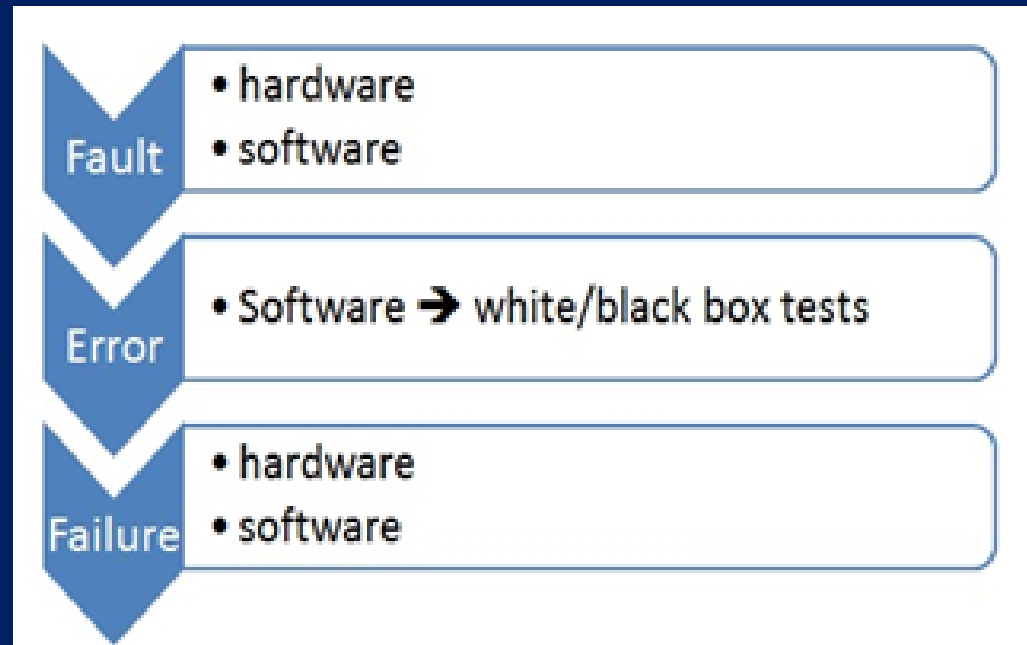 Fault
• hardware
• software
Error
• Software ➔ white/black box tests
Failure
• hardware
• software